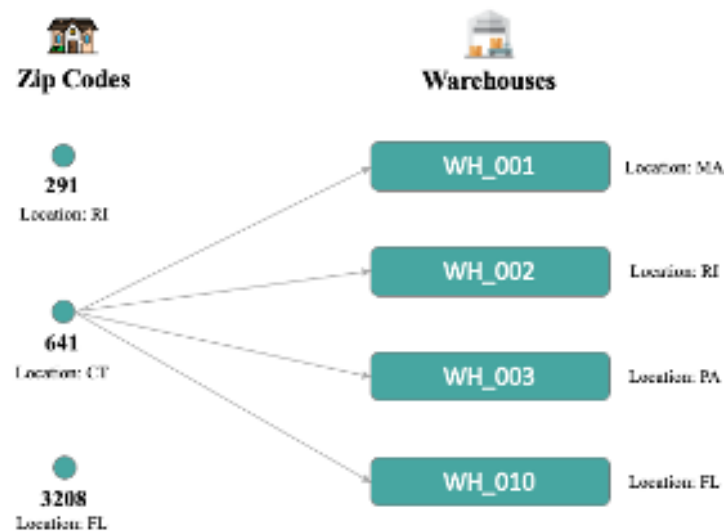 Zip Codes
Warehouses
291
Location: RI
641
Location: CT
3208
Location: FL
WH_001
Location: MA
WH_002
Location: RI
WH_003
Location: PA
WH_010
Location: FL